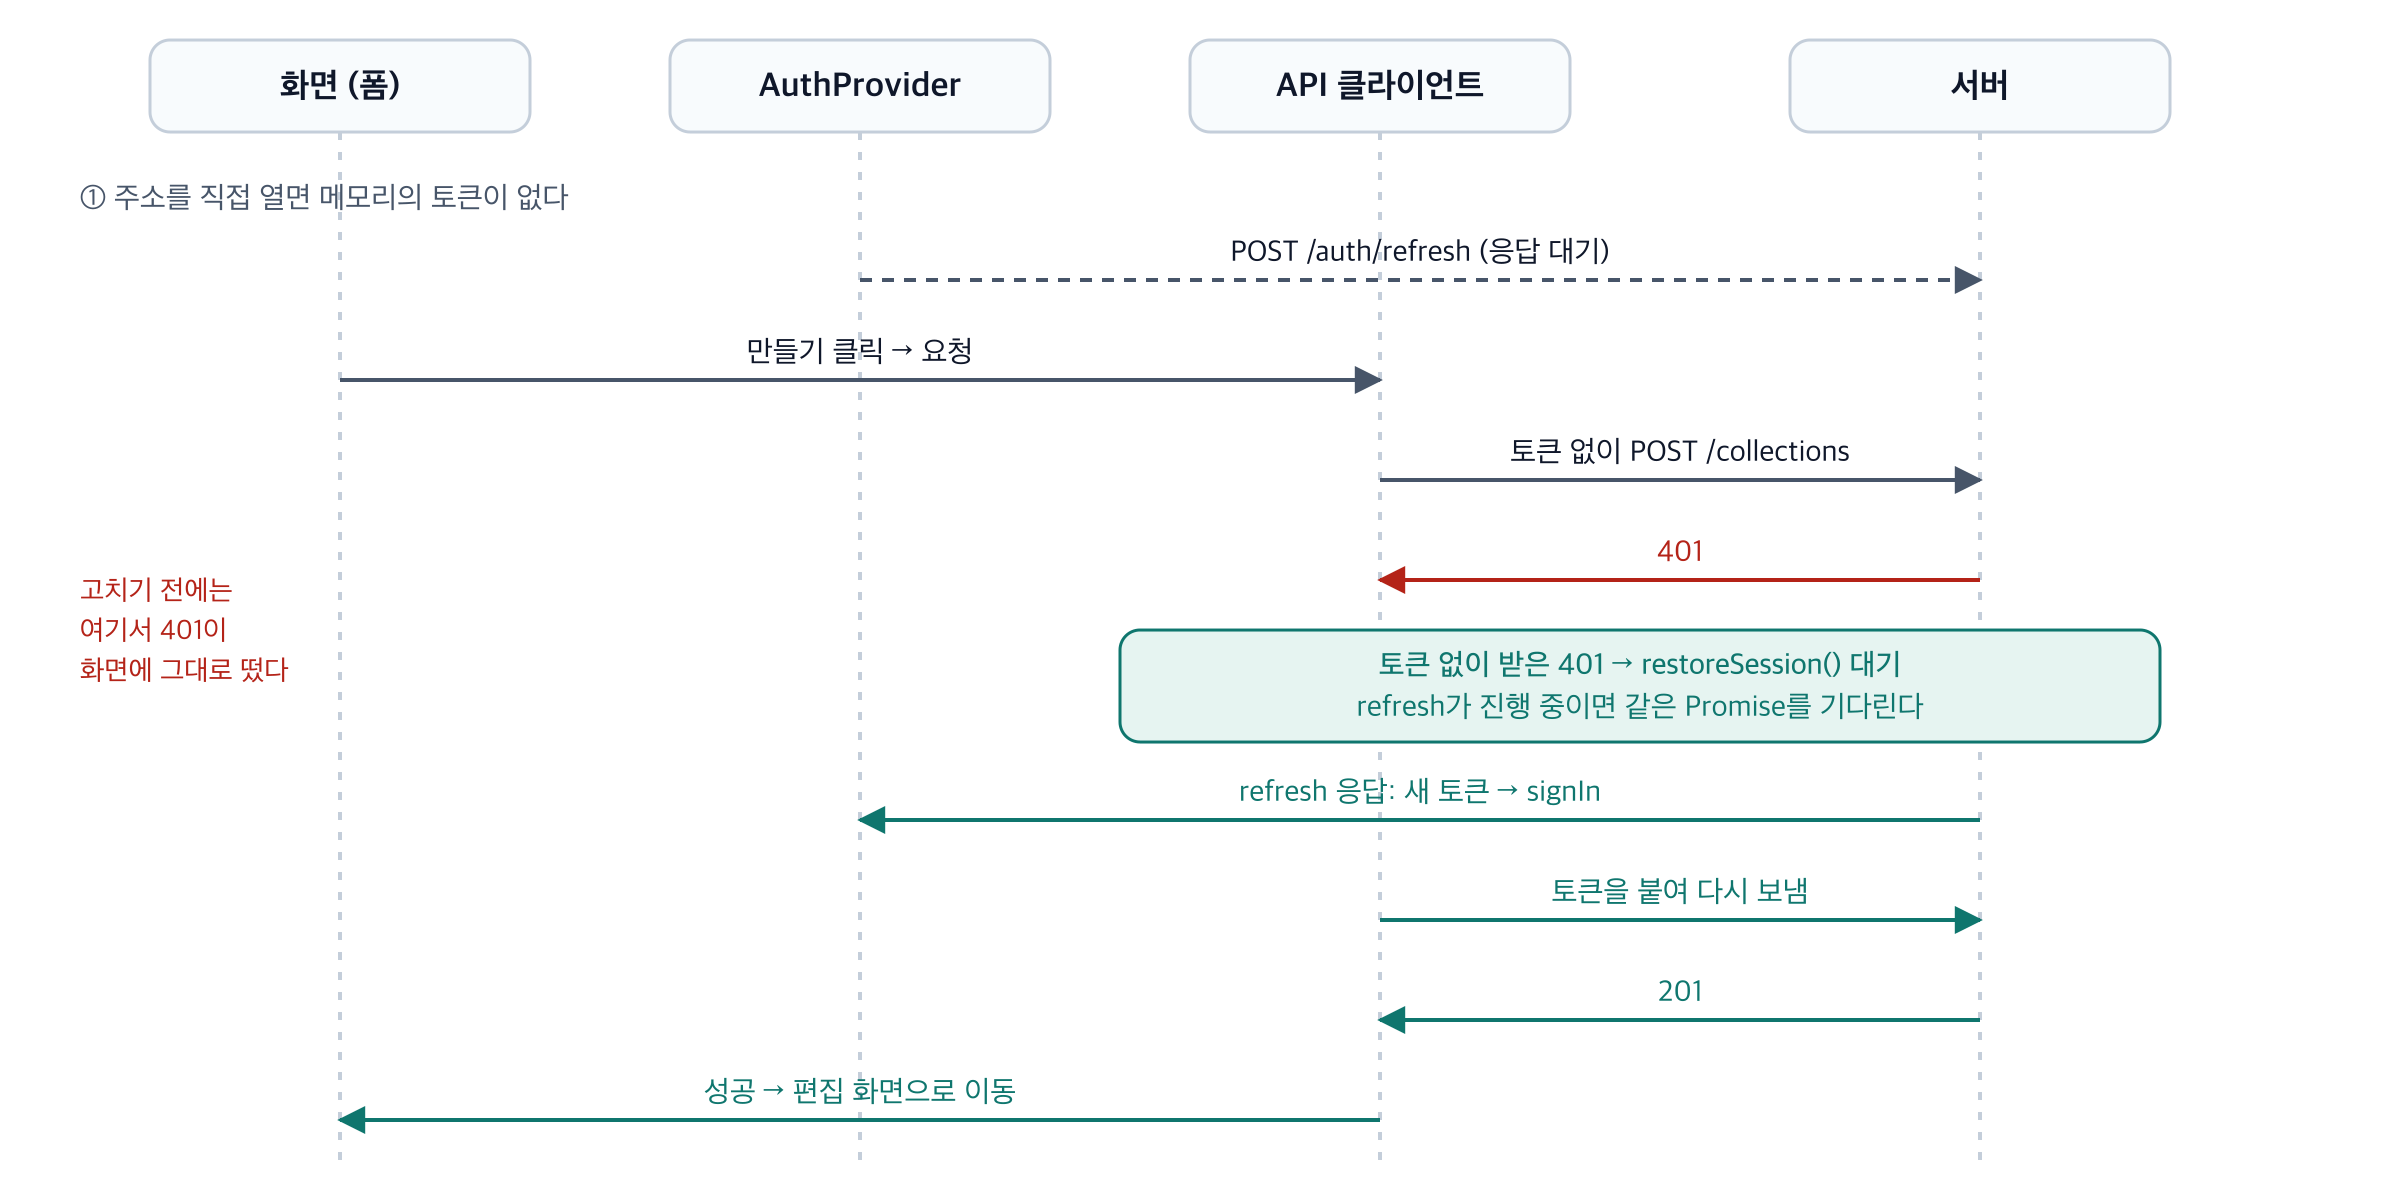 화면 (폼)
AuthProvider
API 클라이언트
서버
① 주소를 직접 열면 메모리의 토큰이 없다
POST /auth/refresh (응답 대기)
만들기 클릭 → 요청
토큰 없이 POST /collections
401
고치기 전에는
여기서 401이
화면에 그대로 떴다
토큰 없이 받은 401 → restoreSession() 대기
refresh가 진행 중이면 같은 Promise를 기다린다
refresh 응답: 새 토큰 → signIn
토큰을 붙여 다시 보냄
201
성공 → 편집 화면으로 이동